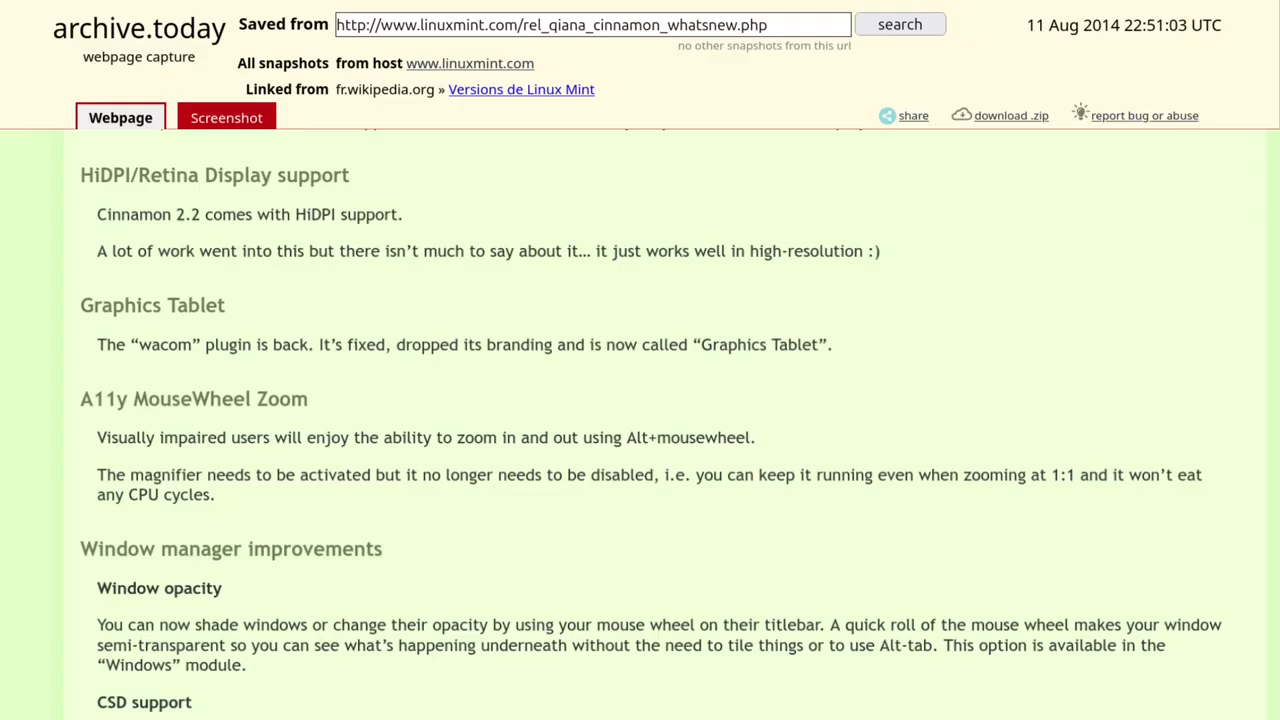 archive.today
webpage capture
Saved from
http://www.linuxmint.com/rel_qiana_cinnamon_whatsnew.php
search
11 Aug 2014 22:51:03 UTC
no other snapshots from this url
All snapshots from host www.linuxmint.com
Linked from fr.wikipedia.org » Versions de Linux Mint
Webpage
Screenshot
share
download .zip
report bug or abuse
HiDPI/Retina Display support
Cinnamon 2.2 comes with HiDPI support.
A lot of work went into this but there isn’t much to say about it… it just works well in high-resolution :)
Graphics Tablet
The “wacom” plugin is back. It’s fixed, dropped its branding and is now called “Graphics Tablet”.
A11y MouseWheel Zoom
Visually impaired users will enjoy the ability to zoom in and out using Alt+mousewheel.
The magnifier needs to be activated but it no longer needs to be disabled, i.e. you can keep it running even when zooming at 1:1 and it won’t eat
any CPU cycles.
Window manager improvements
Window opacity
You can now shade windows or change their opacity by using your mouse wheel on their titlebar. A quick roll of the mouse wheel makes your window
semi-transparent so you can see what’s happening underneath without the need to tile things or to use Alt-tab. This option is available in the
“Windows” module.
CSD support